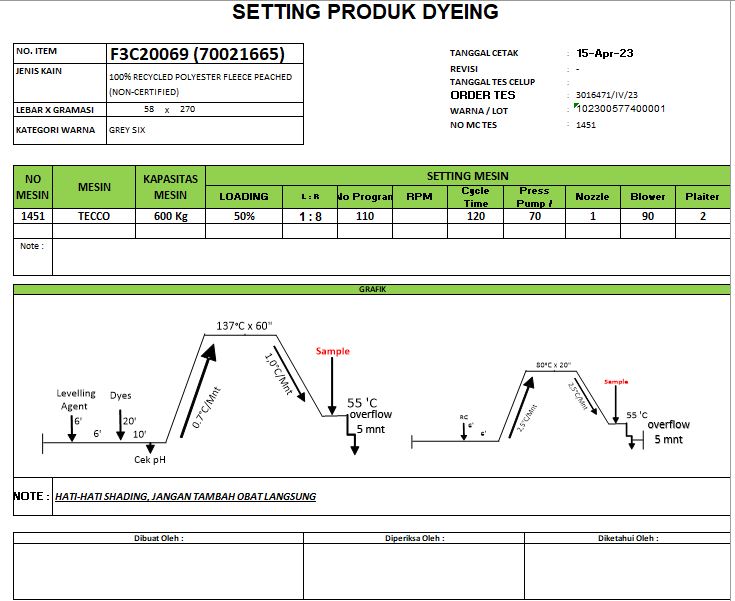 SETTING PRODUK DYEING
NO. ITEM F3C20069 (70021665)
JENIS KAIN 100% RECYCLED POLYESTER FLEECE PEACHED
(NON-CERTIFIED)
LEBAR X GRAMASI 58 x 270
KATEGORI WARNA GREY SIX
TANGGAL CETAK : 15-Apr-23
REVISI : -
TANGGAL TES CELUP :
ORDER TES : 3016471/IV/23
WARNA / LOT : 102300577400001
NO MC TES : 1451
NO MESIN MESIN KAPASITAS MESIN SETTING MESIN
LOADING L : R No Program RPM Cycle Time Press Pump / Nozzle Blower Plaiter
1451 TECCO 600 Kg 50% 1 : 8 110 120 70 1 90 2
Note :
GRAFIK
137°C x 60"
Sample
Levelling
Agent
Dyes
6'
20'
6'
10'
Cek pH
0.7°C/Mnt
1,0°C/Mnt
55 'C
overflow
5 mnt
80°C x 20"
Sample
RC
6'
6'
2,5°C/Mnt
2,5°C/Mnt
55 'C
overflow
5 mnt
NOTE : HATI-HATI SHADING, JANGAN TAMBAH OBAT LANGSUNG
Dibuat Oleh : Diperiksa Oleh : Diketahui Oleh :